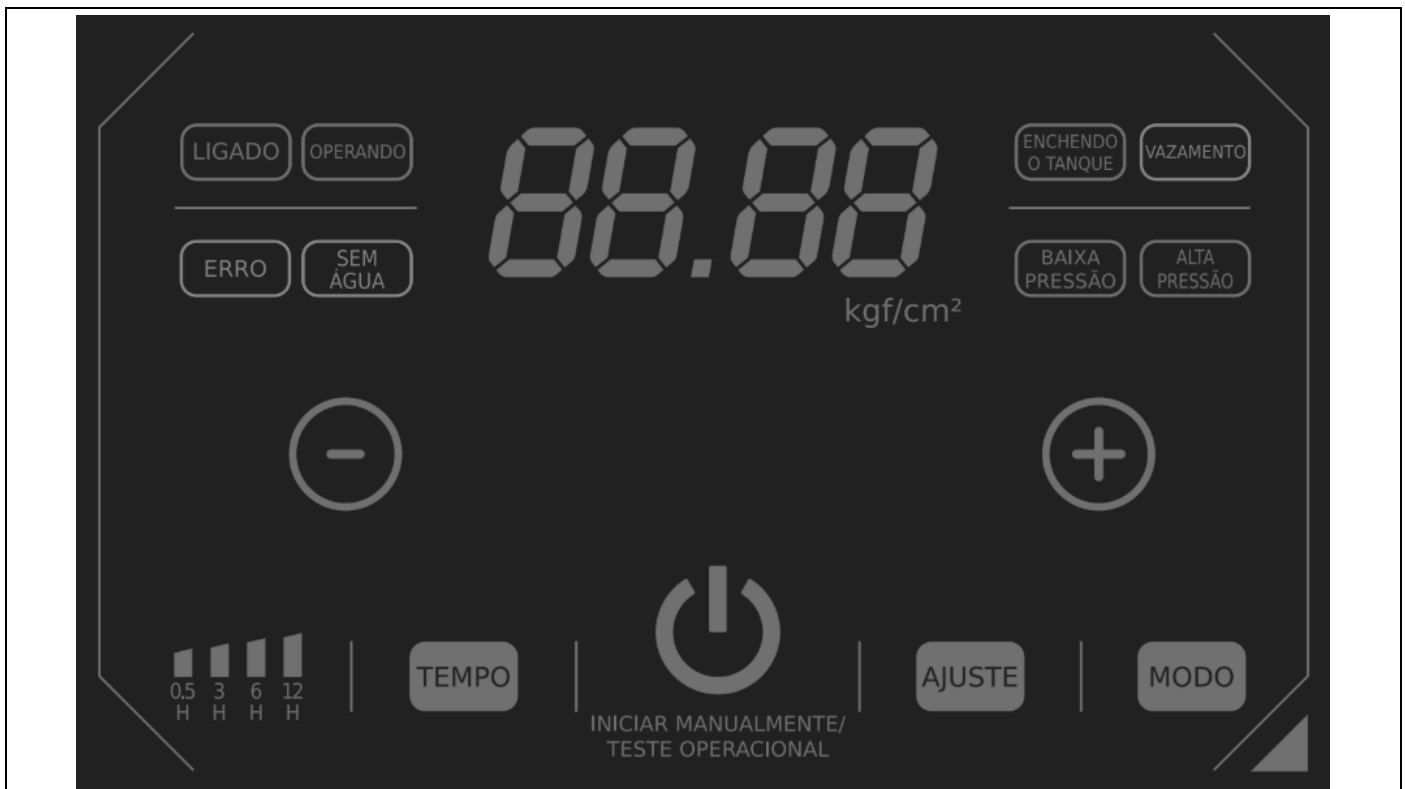 LIGADO
OPERANDO
88.88
ENCHENDO
O TANQUE
VAZAMENTO
ERRO
SEM
ÁGUA
BAIXA
PRESSÃO
ALTA
PRESSÃO
kgf/cm²
-
+
0.5 3 6 12
H H H H
TEMPO
INICIAR MANUALMENTE/
TESTE OPERACIONAL
AJUSTE
MODO